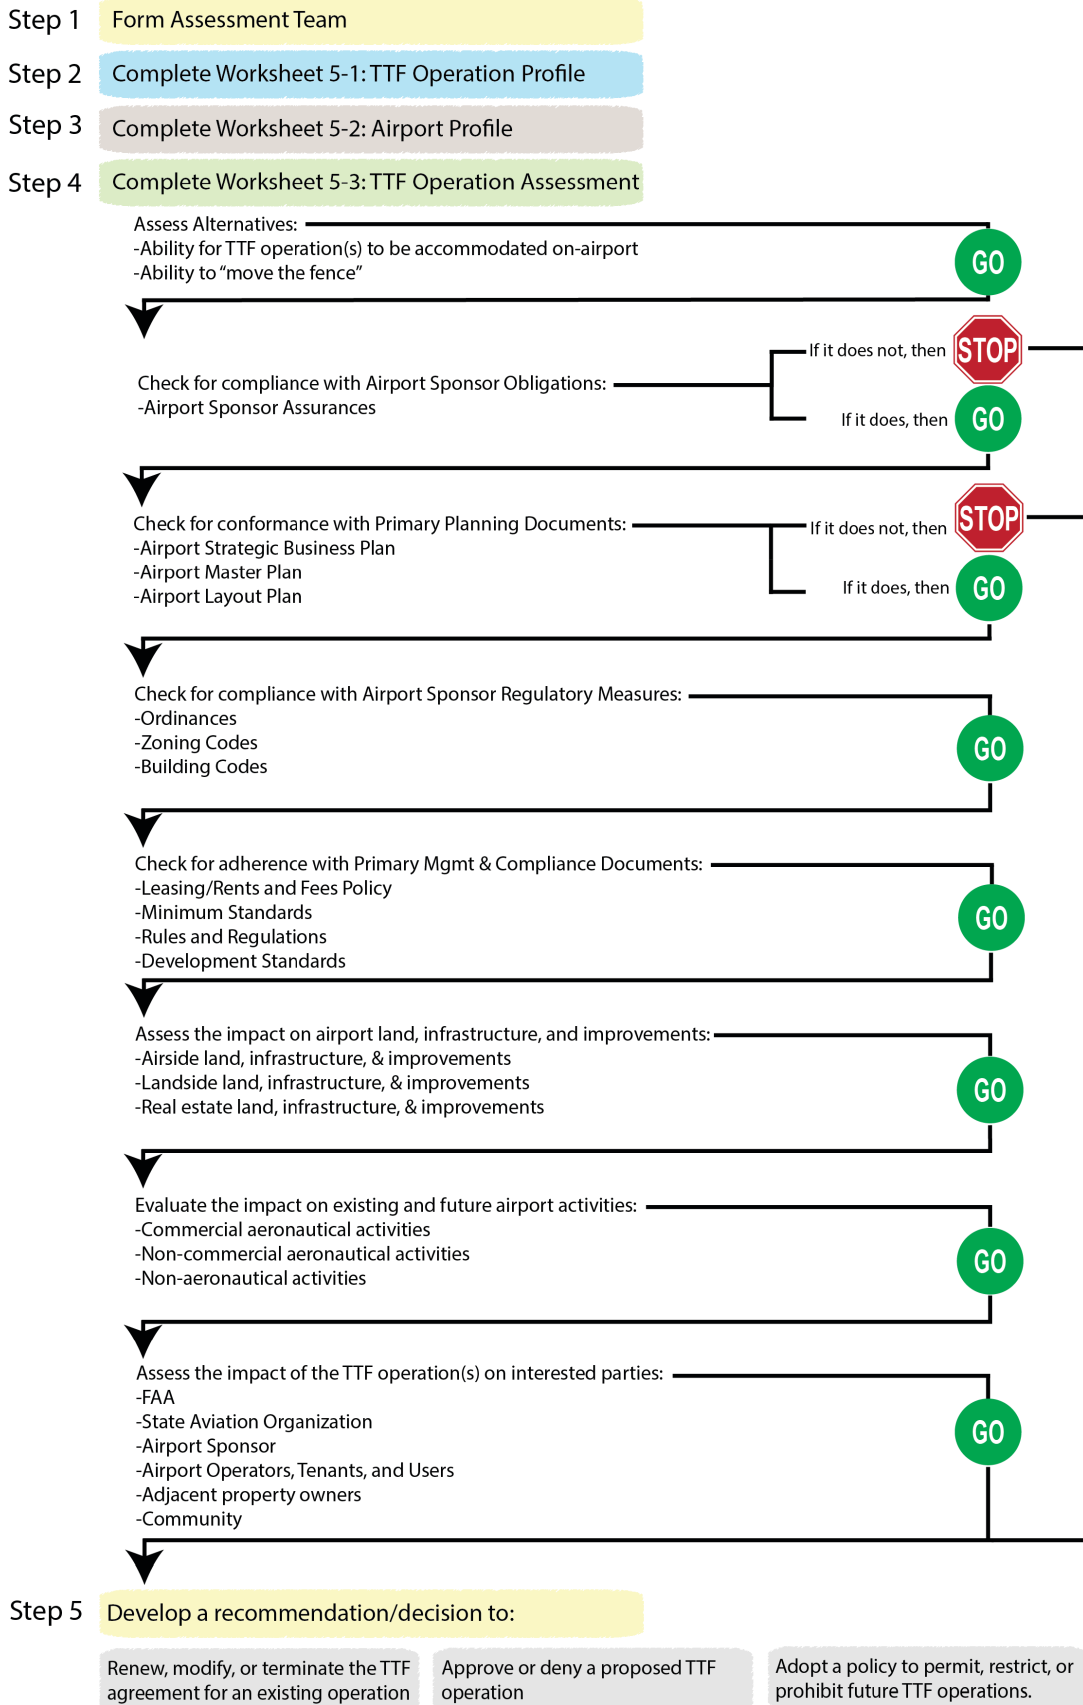 Step 1 Form Assessment Team
Step 2 Complete Worksheet 5-1: TTF Operation Profile
Step 3 Complete Worksheet 5-2: Airport Profile
Step 4 Complete Worksheet 5-3: TTF Operation Assessment
Assess Alternatives:
-Ability for TTF operation(s) to be accommodated on-airport
-Ability to “move the fence”
GO
If it does not, then STOP
Check for compliance with Airport Sponsor Obligations:
-Airport Sponsor Assurances
If it does, then GO
Check for conformance with Primary Planning Documents:
-Airport Strategic Business Plan
-Airport Master Plan
-Airport Layout Plan
If it does not, then STOP
If it does, then GO
Check for compliance with Airport Sponsor Regulatory Measures:
-Ordinances
-Zoning Codes
-Building Codes
GO
Check for adherence with Primary Mgmt & Compliance Documents:
-Leasing/Rents and Fees Policy
-Minimum Standards
-Rules and Regulations
-Development Standards
GO
Assess the impact on airport land, infrastructure, and improvements:
-Airside land, infrastructure, & improvements
-Landside land, infrastructure, & improvements
-Real estate land, infrastructure, & improvements
GO
Evaluate the impact on existing and future airport activities:
-Commercial aeronautical activities
-Non-commercial aeronautical activities
-Non-aeronautical activities
GO
Assess the impact of the TTF operation(s) on interested parties:
-FAA
-State Aviation Organization
-Airport Sponsor
-Airport Operators, Tenants, and Users
-Adjacent property owners
-Community
GO
Step 5 Develop a recommendation/decision to:
Renew, modify, or terminate the TTF
agreement for an existing operation
Approve or deny a proposed TTF
operation
Adopt a policy to permit, restrict, or
prohibit future TTF operations.